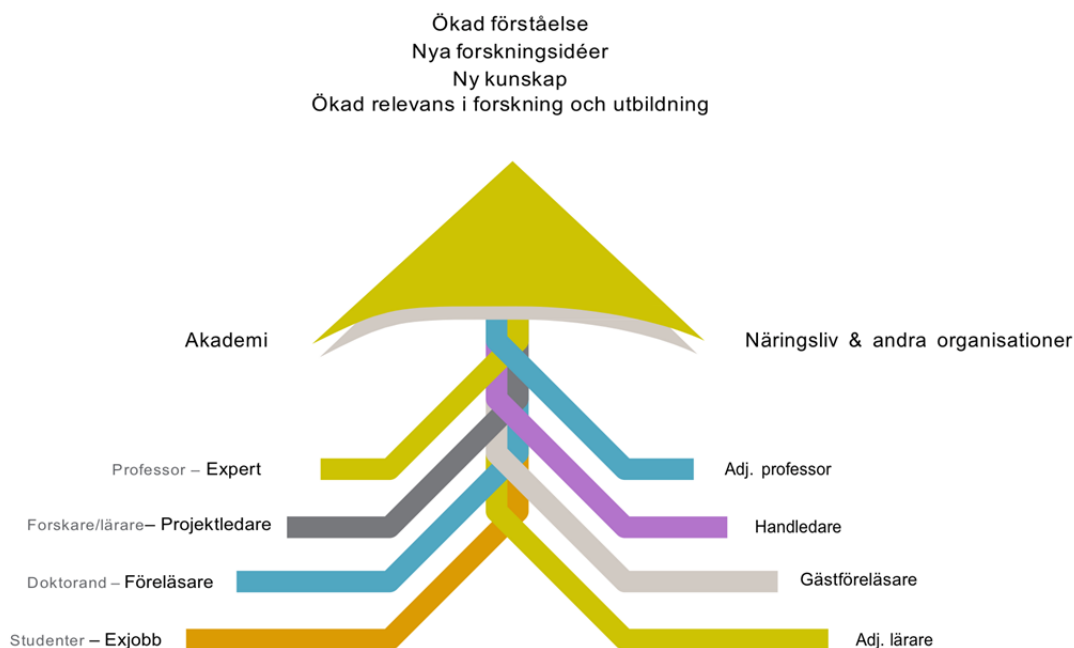 Ökad förståelse
Nya forskningsidéer
Ny kunskap
Ökad relevans i forskning och utbildning
Akademi
Näringsliv & andra organisationer
Professor – Expert
Adj. professor
Forskare/lärare– Projektledare
Handledare
Doktorand – Föreläsare
Gästföreläsare
Studenter – Exjobb
Adj. lärare